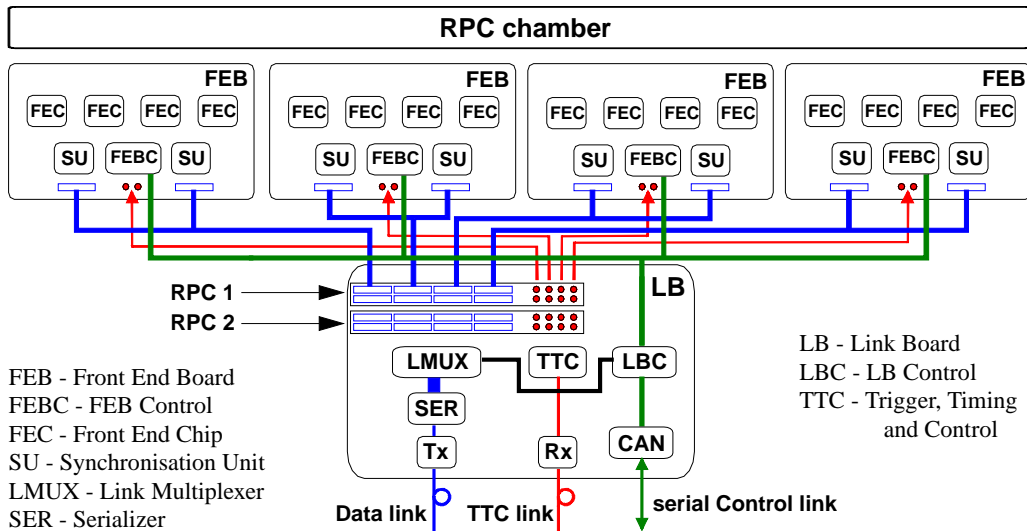 RPC chamber
FEB FEB FEB FEB
FEC FEC FEC FEC FEC FEC FEC FEC FEC FEC FEC FEC FEC FEC FEC FEC
SU FEBC SU SU FEBC SU SU FEBC SU SU FEBC SU
LB
RPC 1
RPC 2
LMUX TTC LBC
SER
Tx Rx CAN
Data link TTC link serial Control link
FEB - Front End Board
FEBC - FEB Control
FEC - Front End Chip
SU - Synchronisation Unit
LMUX - Link Multiplexer
SER - Serializer
LB - Link Board
LBC - LB Control
TTC - Trigger, Timing
and Control